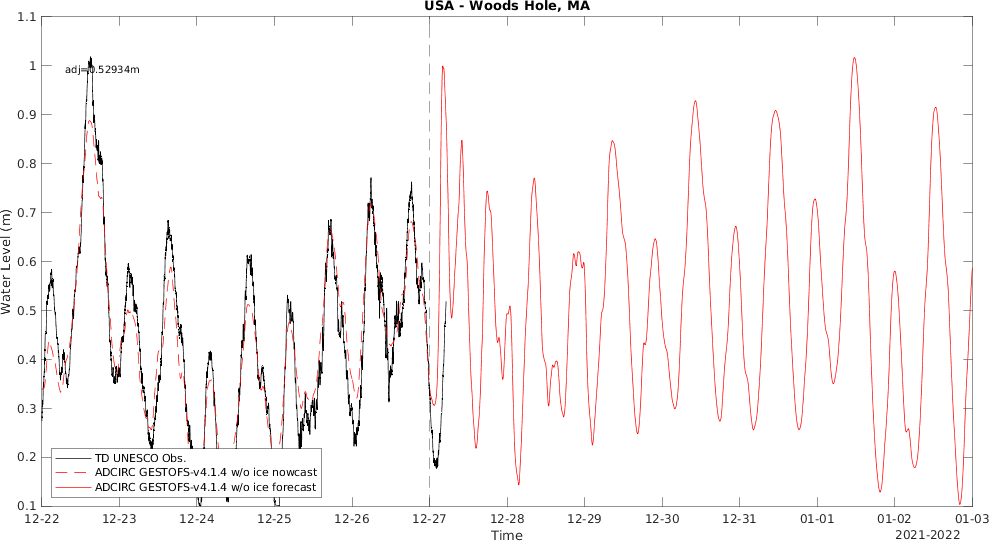 USA - Woods Hole, MA
1.1
1
0.9
0.8
0.7
0.6
0.5
0.4
0.3
0.2
0.1
Water Level (m)
adj=0.52934m
TD UNESCO Obs.
ADCIRC GESTOFS-v4.1.4 w/o ice nowcast
ADCIRC GESTOFS-v4.1.4 w/o ice forecast
12-22 12-23 12-24 12-25 12-26 12-27 12-28 12-29 12-30 12-31 01-01 01-02 01-03
Time
2021-2022